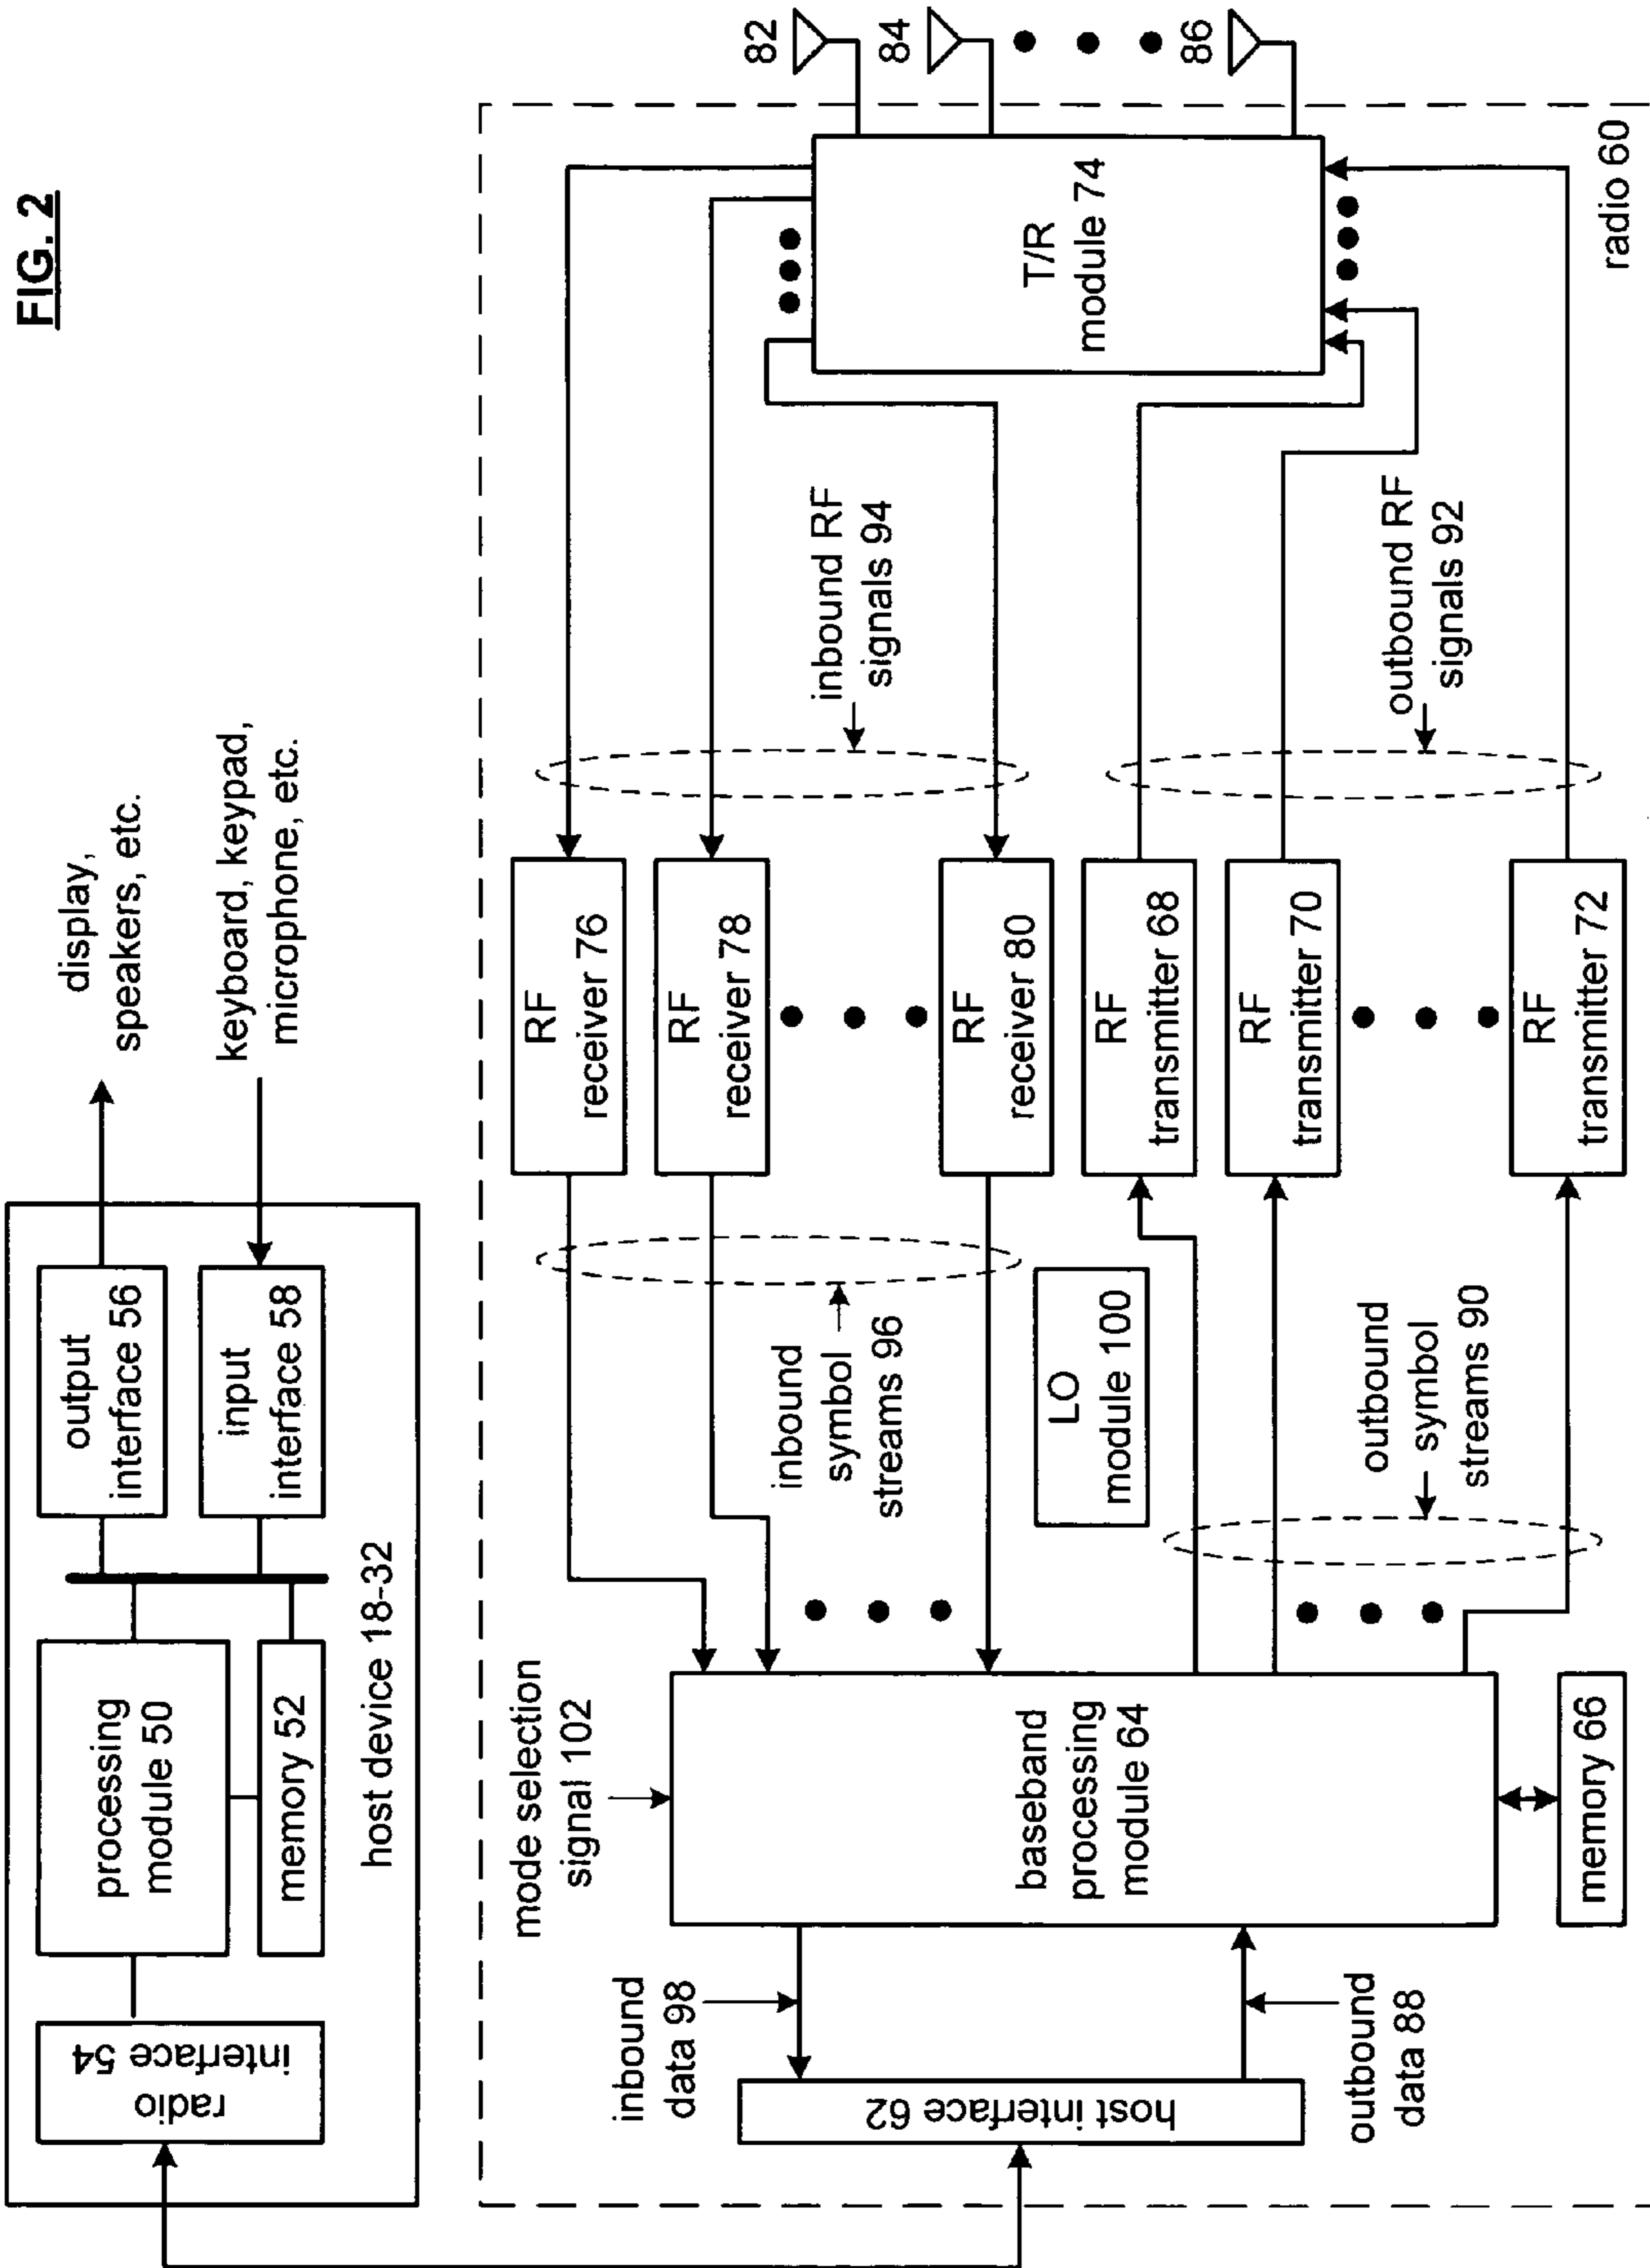 FIG. 2
display,
speakers, etc.
keyboard, keypad,
microphone, etc.
radio
interface 54
processing
module 50
memory 52
output
interface 56
input
interface 58
host device 18-32
mode selection
signal 102
inbound
data 98
host interface 62
outbound
data 88
baseband
processing
module 64
memory 66
inbound
symbol
streams 96
LO
module 100
outbound
symbol
streams 90
RF
receiver 76
RF
receiver 78
RF
receiver 80
RF
transmitter 68
RF
transmitter 70
RF
transmitter 72
inbound RF
signals 94
outbound RF
signals 92
T/R
module 74
82
84
86
radio 60